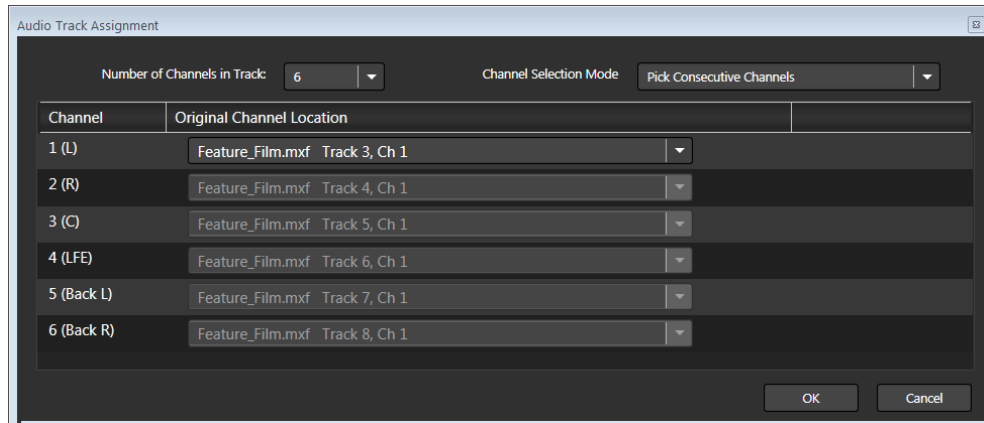 Audio Track Assignment
Number of Channels in Track: 6 Channel Selection Mode Pick Consecutive Channels
Channel Original Channel Location
1 (L) Feature_Film.mxf Track 3, Ch 1
2 (R) Feature_Film.mxf Track 4, Ch 1
3 (C) Feature_Film.mxf Track 5, Ch 1
4 (LFE) Feature_Film.mxf Track 6, Ch 1
5 (Back L) Feature_Film.mxf Track 7, Ch 1
6 (Back R) Feature_Film.mxf Track 8, Ch 1
OK Cancel